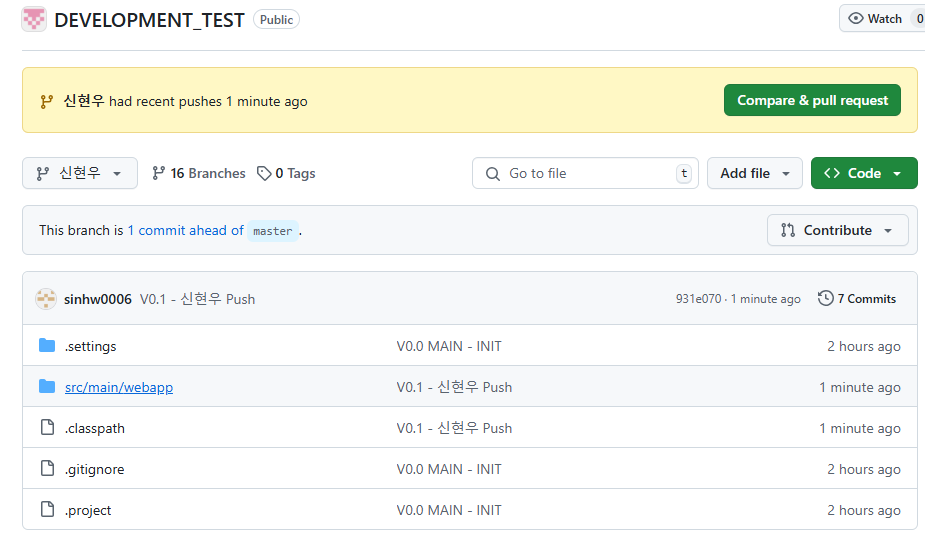 DEVELOPMENT_TEST Public Watch 0
신현우 had recent pushes 1 minute ago Compare & pull request
신현우 16 Branches 0 Tags Go to file t Add file <> Code
This branch is 1 commit ahead of master . Contribute
sinhw0006 V0.1 - 신현우 Push 931e070 · 1 minute ago 7 Commits
.settings V0.0 MAIN - INIT 2 hours ago
src/main/webapp V0.1 - 신현우 Push 1 minute ago
.classpath V0.1 - 신현우 Push 1 minute ago
.gitignore V0.0 MAIN - INIT 2 hours ago
.project V0.0 MAIN - INIT 2 hours ago